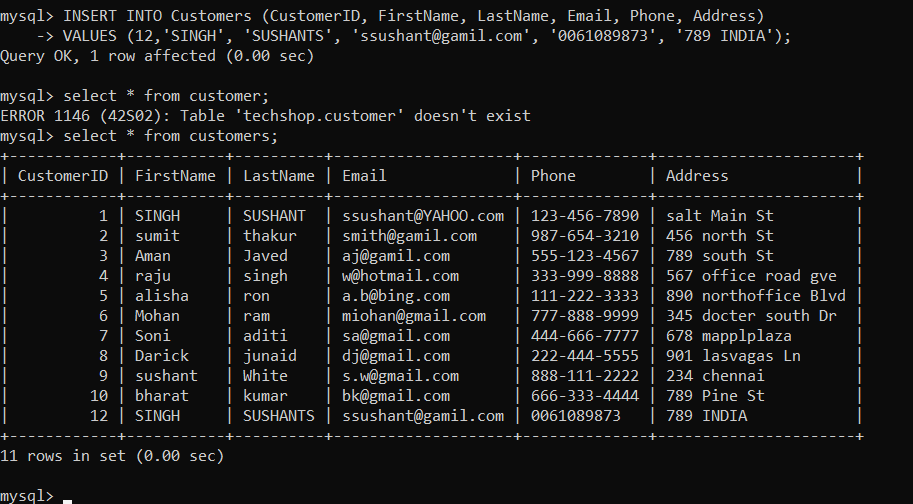 mysql> INSERT INTO Customers (CustomerID, FirstName, LastName, Email, Phone, Address)
    -> VALUES (12,'SINGH', 'SUSHANTS', 'ssushant@gamil.com', '0061089873', '789 INDIA');
Query OK, 1 row affected (0.00 sec)

mysql> select * from customer;
ERROR 1146 (42S02): Table 'techshop.customer' doesn't exist
mysql> select * from customers;
+------------+-----------+----------+--------------------+--------------+----------------------+
| CustomerID | FirstName | LastName | Email              | Phone        | Address              |
+------------+-----------+----------+--------------------+--------------+----------------------+
|          1 | SINGH     | SUSHANT  | ssushant@YAHOO.com | 123-456-7890 | salt Main St         |
|          2 | sumit     | thakur   | smith@gamil.com    | 987-654-3210 | 456 north St         |
|          3 | Aman      | Javed    | aj@gamil.com       | 555-123-4567 | 789 south St         |
|          4 | raju      | singh    | w@hotmail.com      | 333-999-8888 | 567 office road gve  |
|          5 | alisha    | ron      | a.b@bing.com       | 111-222-3333 | 890 northoffice Blvd |
|          6 | Mohan     | ram      | miohan@gmail.com   | 777-888-9999 | 345 docter south Dr  |
|          7 | Soni      | aditi    | sa@gmail.com       | 444-666-7777 | 678 mapplplaza       |
|          8 | Darick    | junaid   | dj@gmail.com       | 222-444-5555 | 901 lasvagas Ln      |
|          9 | sushant   | White    | s.w@gmail.com      | 888-111-2222 | 234 chennai          |
|         10 | bharat    | kumar    | bk@gmail.com       | 666-333-4444 | 789 Pine St          |
|         12 | SINGH     | SUSHANTS | ssushant@gamil.com | 0061089873   | 789 INDIA            |
+------------+-----------+----------+--------------------+--------------+----------------------+
11 rows in set (0.00 sec)

mysql>